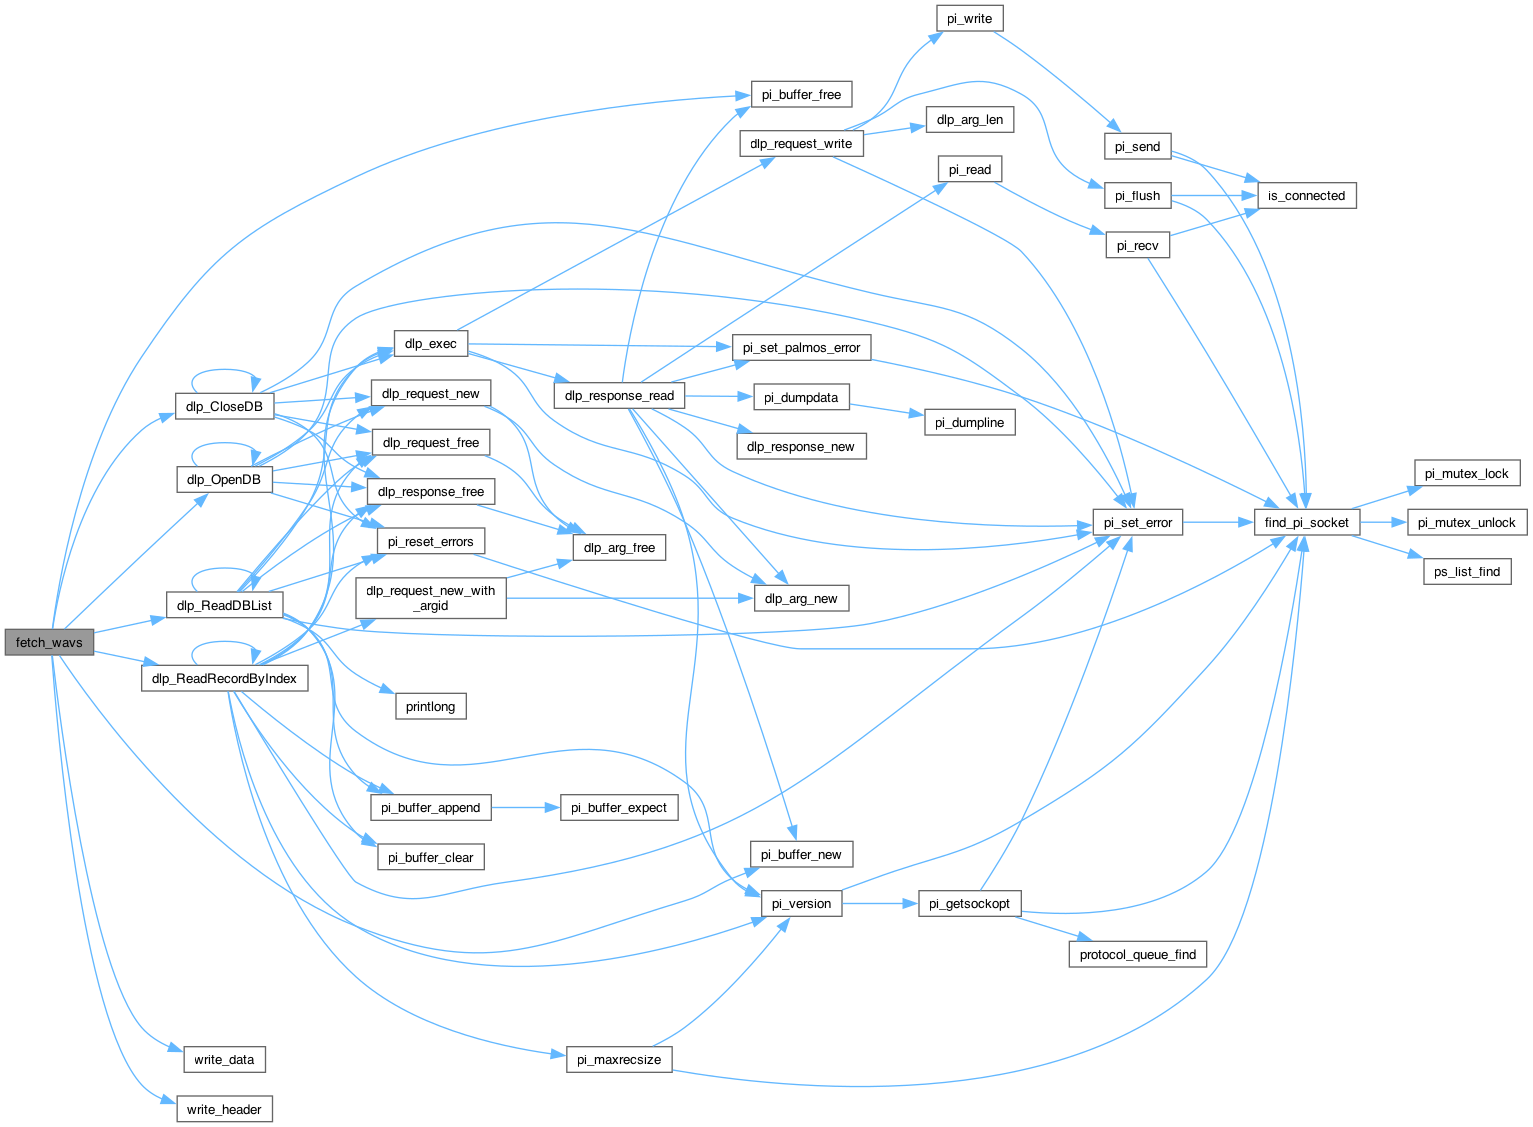 pi_write
pi_buffer_free
dlp_arg_len
dlp_request_write
pi_send
pi_read
pi_flush
is_connected
pi_recv
dlp_exec
pi_set_palmos_error
dlp_CloseDB
dlp_request_new
dlp_response_read
pi_dumpdata
pi_dumpline
dlp_request_free
dlp_response_new
dlp_OpenDB
dlp_response_free
pi_mutex_lock
pi_set_error
find_pi_socket
pi_mutex_unlock
pi_reset_errors
dlp_arg_free
ps_list_find
dlp_ReadDBList
dlp_request_new_with
_argid
dlp_arg_new
fetch_wavs
dlp_ReadRecordByIndex
printlong
pi_buffer_append
pi_buffer_expect
pi_buffer_clear
pi_buffer_new
pi_version
pi_getsockopt
protocol_queue_find
write_data
pi_maxrecsize
write_header